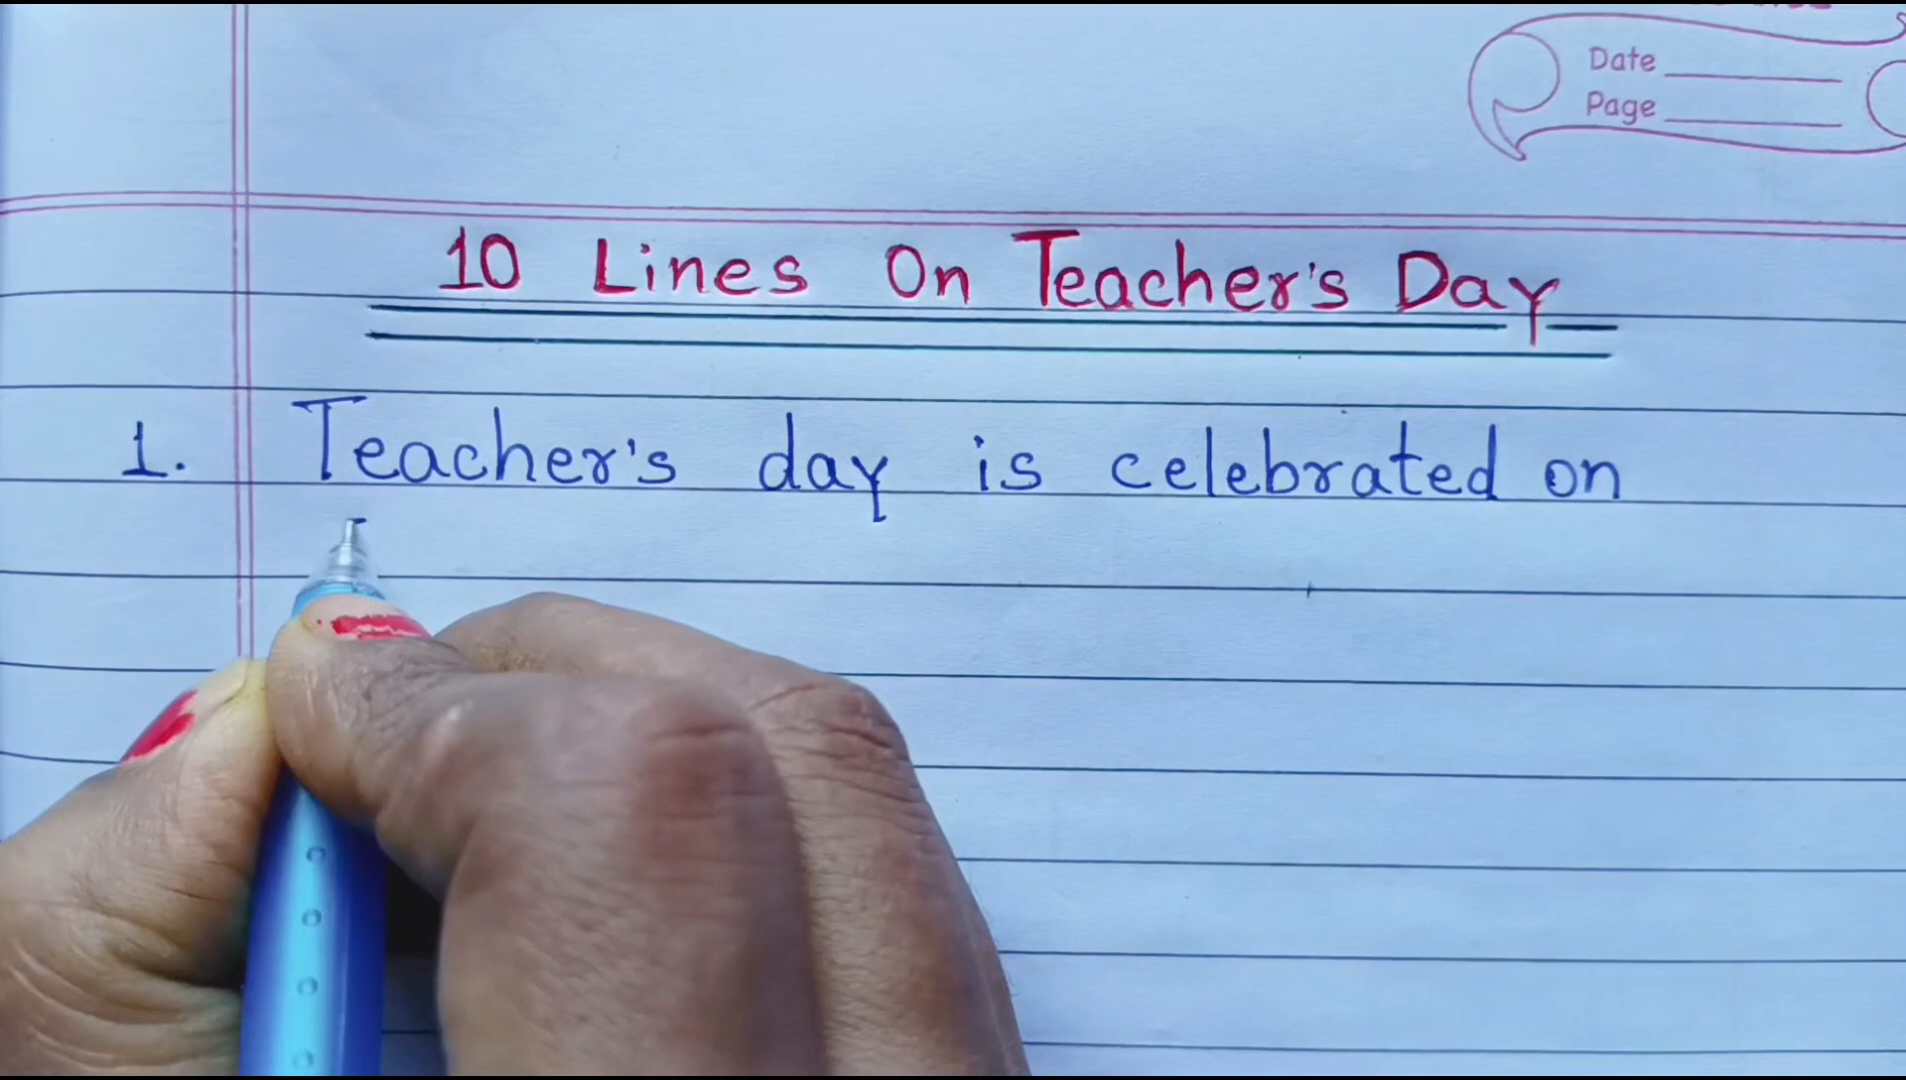 Date
Page
10 Lines On Teacher's Day
1. Teacher's day is celebrated on